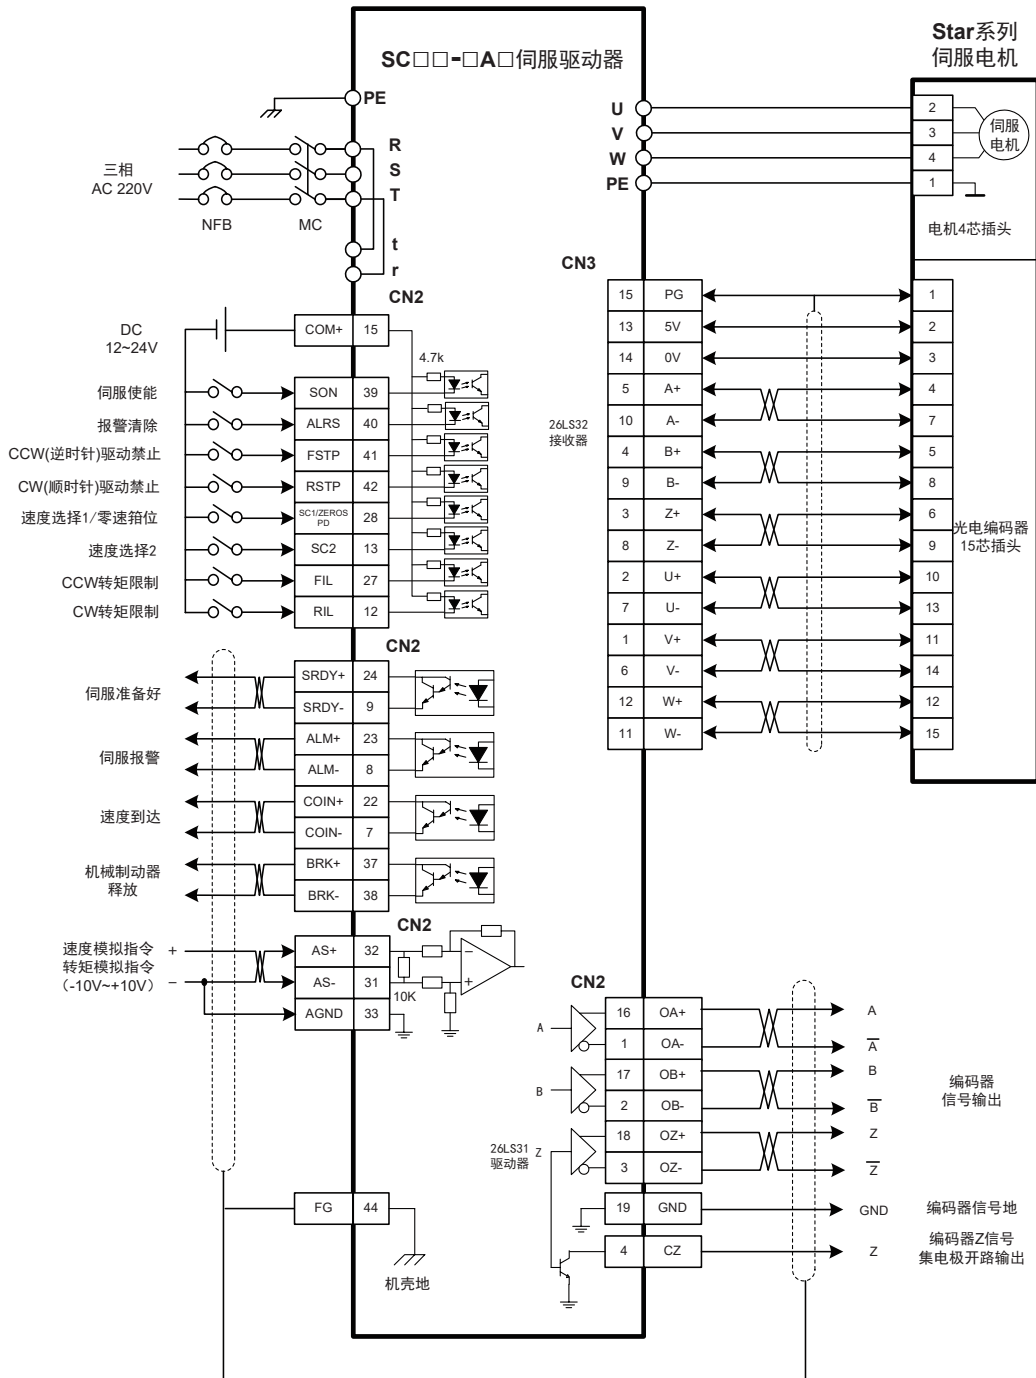 SC□□-□A□伺服驱动器
Star系列
伺服电机
PE
三相
AC 220V
NFB
MC
R
S
T
t
r
U
V
W
PE
2
3
4
1
伺服
电机
电机4芯插头
CN2
DC
12~24V
COM+ 15
4.7k
伺服使能 SON 39
报警清除 ALRS 40
CCW(逆时针)驱动禁止 FSTP 41
CW(顺时针)驱动禁止 RSTP 42
速度选择1/零速箝位 SC1/ZEROSPD 28
速度选择2 SC2 13
CCW转矩限制 FIL 27
CW转矩限制 RIL 12
CN2
伺服准备好
SRDY+ 24
SRDY- 9
伺服报警
ALM+ 23
ALM- 8
速度到达
COIN+ 22
COIN- 7
机械制动器
释放
BRK+ 37
BRK- 38
CN2
速度模拟指令 +
转矩模拟指令
(-10V~+10V) -
AS+ 32
AS- 31
AGND 33
10K
−
+
FG 44
机壳地
CN3
26LS32
接收器
15 PG 1
13 5V 2
14 0V 3
5 A+ 4
10 A- 7
4 B+ 5
9 B- 8
3 Z+ 6
8 Z- 9
2 U+ 10
7 U- 13
1 V+ 11
6 V- 14
12 W+ 12
11 W- 15
光电编码器
15芯插头
CN2
A
16 OA+ A
1 OA- A̅
B
17 OB+ B
2 OB- B̅
26LS31
驱动器
Z
18 OZ+ Z
3 OZ- Z̅
编码器
信号输出
19 GND GND 编码器信号地
4 CZ Z
编码器Z信号
集电极开路输出